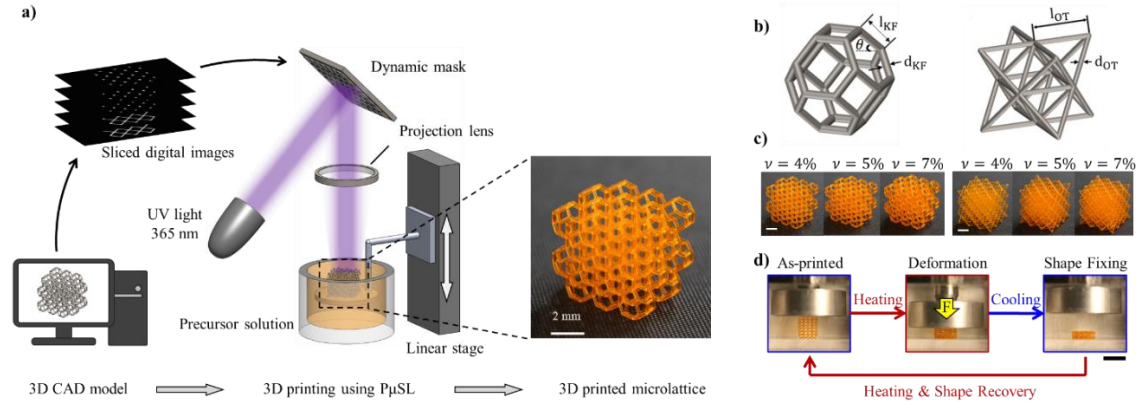 a)
Dynamic mask
Sliced digital images
Projection lens
UV light
365 nm
Precursor solution
2 mm
Linear stage
3D CAD model
3D printing using PμSL
3D printed microlattice
b)
l_KF
θ
d_KF
l_OT
d_OT
c)
ν = 4% ν = 5% ν = 7% ν = 4% ν = 5% ν = 7%
d)
As-printed Deformation Shape Fixing
Heating F Cooling
Heating & Shape Recovery